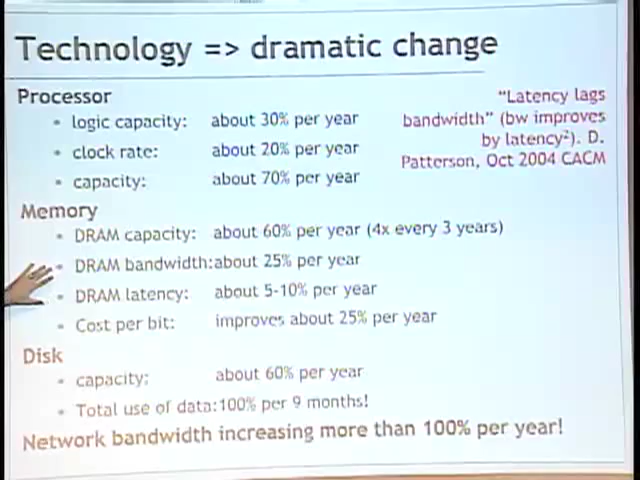 Technology => dramatic change
Processor
• logic capacity: about 30% per year
• clock rate: about 20% per year
• capacity: about 70% per year
"Latency lags
bandwidth" (bw improves
by latency²). D.
Patterson, Oct 2004 CACM
Memory
• DRAM capacity: about 60% per year (4x every 3 years)
• DRAM bandwidth:about 25% per year
• DRAM latency: about 5-10% per year
• Cost per bit: improves about 25% per year
Disk
• capacity: about 60% per year
• Total use of data:100% per 9 months!
Network bandwidth increasing more than 100% per year!